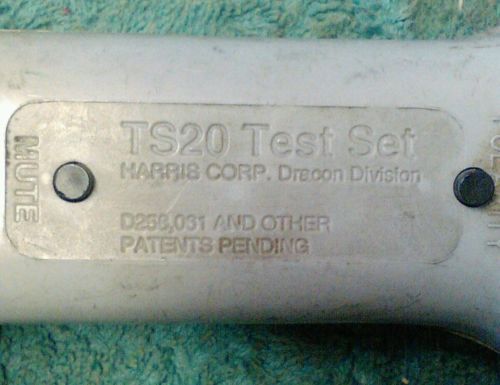 TS20 Test Set
HARRIS CORP. Dracon Division
D258,031 AND OTHER
PATENTS PENDING
MUTE